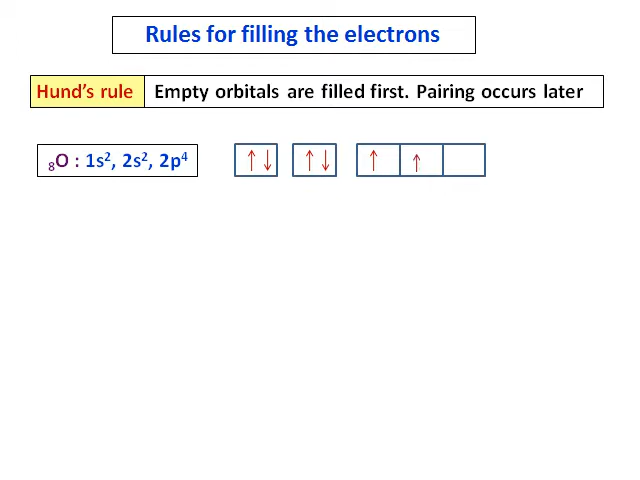 Rules for filling the electrons
Hund's rule Empty orbitals are filled first. Pairing occurs later
₈O : 1s², 2s², 2p⁴ ↑↓ ↑↓ ↑ ↑